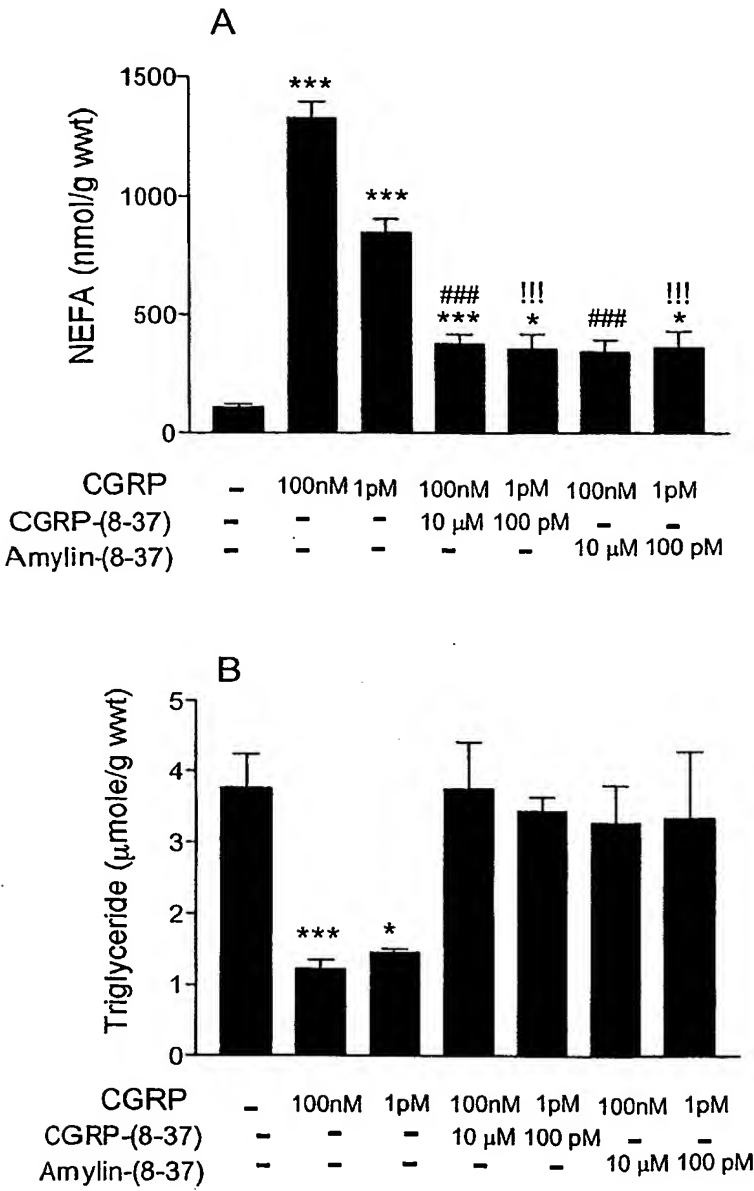 A
NEFA (nmol/g wwt)
1500
1000
500
0
***
***
### !!! !!!
*** * ### *
CGRP – 100nM 1pM 100nM 1pM 100nM 1pM
CGRP-(8-37) – – – 10 μM 100 pM – –
Amylin-(8-37) – – – – – 10 μM 100 pM
B
Triglyceride (μmole/g wwt)
5
4
3
2
1
0
*** *
CGRP – 100nM 1pM 100nM 1pM 100nM 1pM
CGRP-(8-37) – – – 10 μM 100 pM – –
Amylin-(8-37) – – – – – 10 μM 100 pM